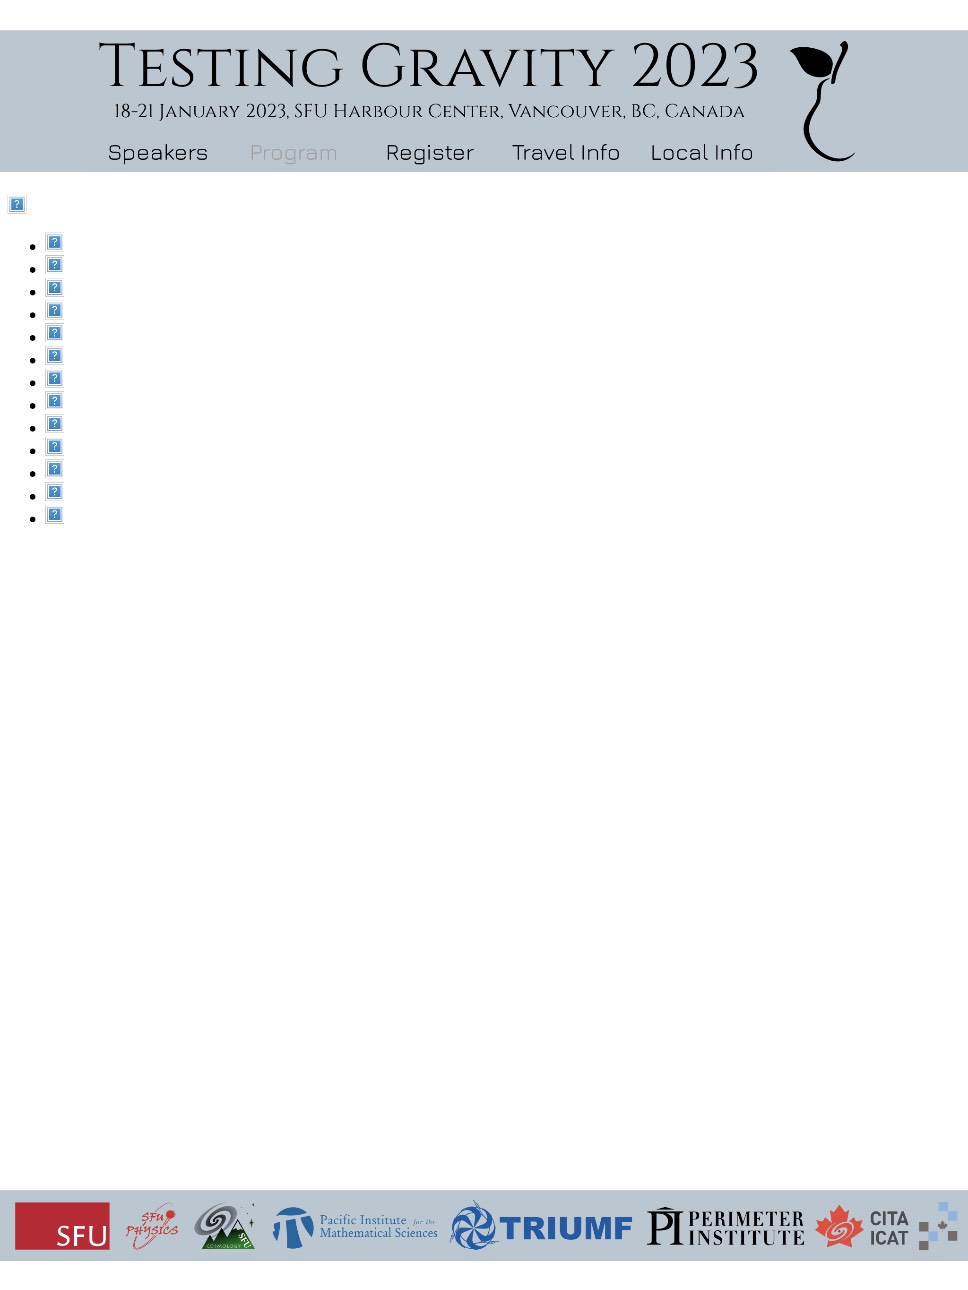 Testing Gravity 2023
18-21 January 2023, SFU Harbour Center, Vancouver, BC, Canada
Speakers Program Register Travel Info Local Info
SFU
SFU PHYSICS
COSMOLOGY SFU
Pacific Institute for the
Mathematical Sciences
TRIUMF
PI PERIMETER
INSTITUTE
CITA
ICAT